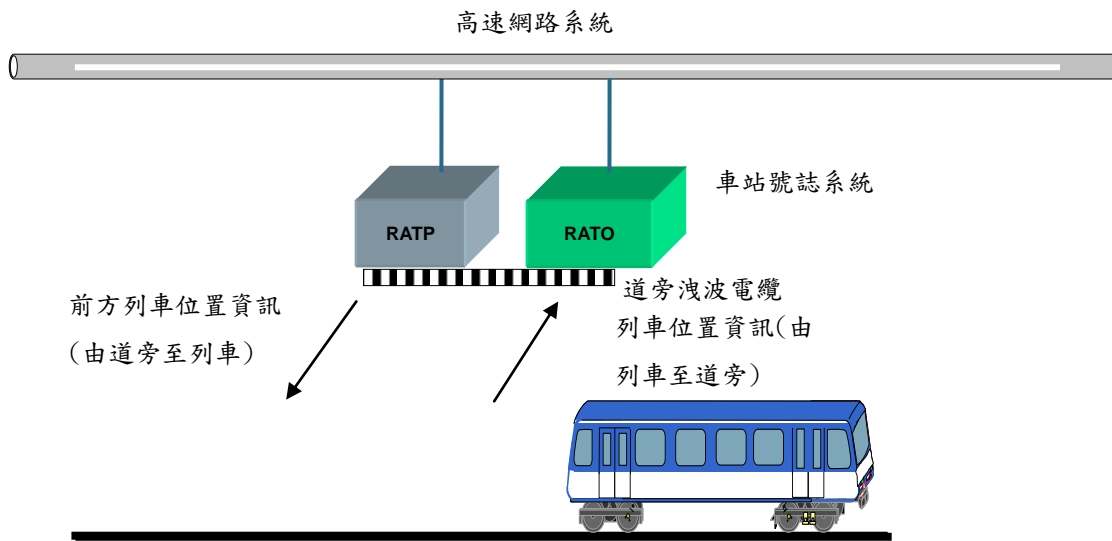 高速網路系統
車站號誌系統
RATP
RATO
前方列車位置資訊
(由道旁至列車)
道旁洩波電纜
列車位置資訊(由
列車至道旁)